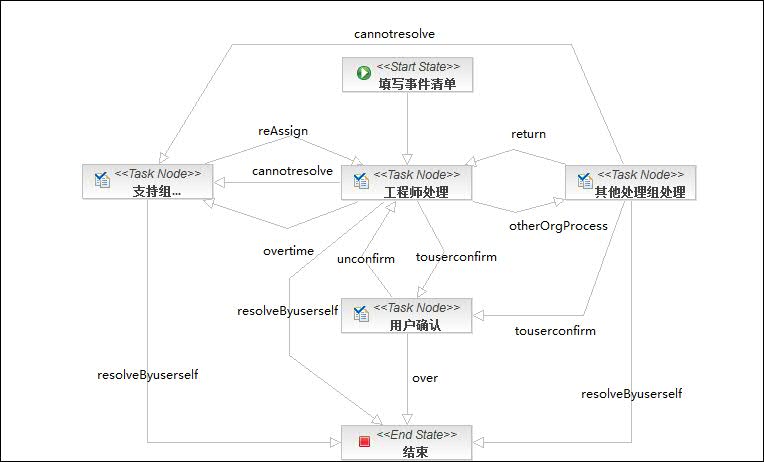 cannotresolve
<<Start State>>
填写事件清单
reAssign
return
<<Task Node>>
支持组...
cannotresolve
<<Task Node>>
工程师处理
<<Task Node>>
其他处理组处理
otherOrgProcess
overtime
unconfirm
touserconfirm
<<Task Node>>
用户确认
resolveByuserself
touserconfirm
resolveByuserself
over
resolveByuserself
<<End State>>
结束